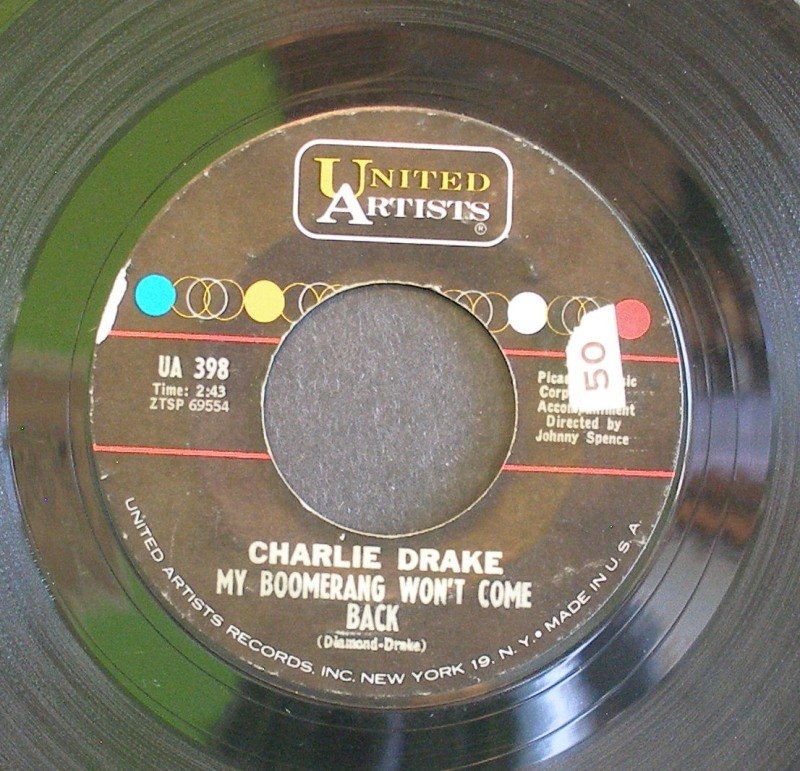 UNITED
ARTISTS
®
UA 398
Time: 2:43
ZTSP 69554
50
Corp
Directed by
Johnny Spence
CHARLIE DRAKE
MY BOOMERANG WON'T COME
BACK
(Diamond-Drake)
UNITED ARTISTS RECORDS, INC. NEW YORK 19, N.Y. • MADE IN U.S.A.